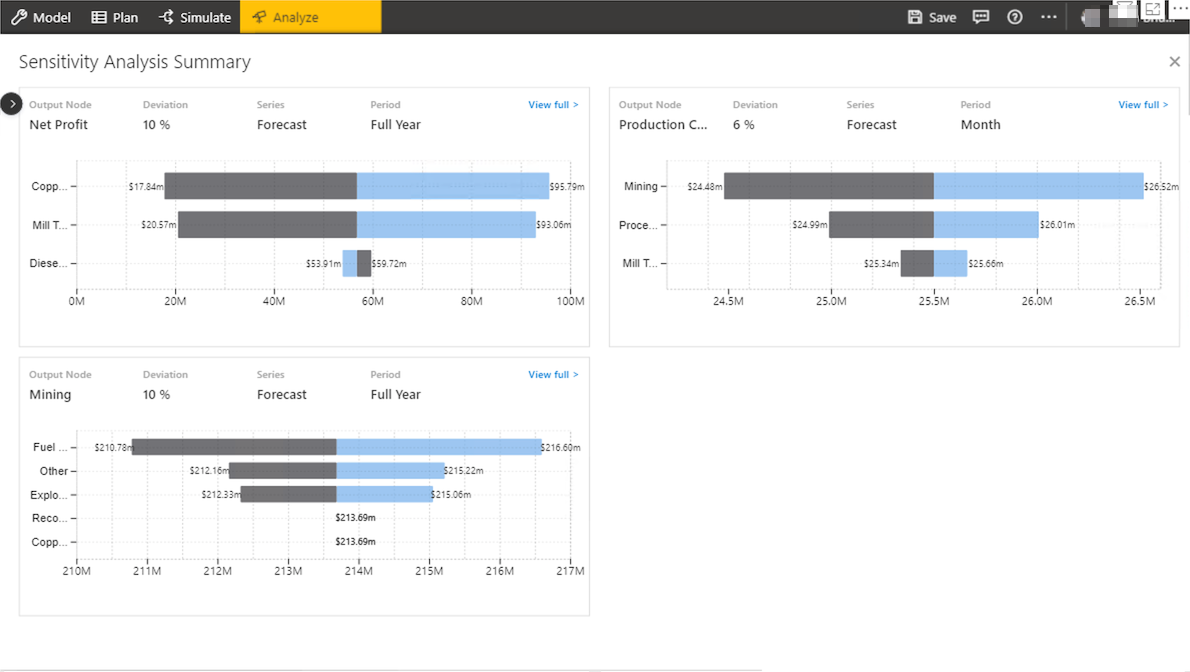 Model Plan Simulate Analyze Save
Sensitivity Analysis Summary
Output Node Deviation Series Period View full >
Net Profit 10 % Forecast Full Year
Copp... $17.84m $95.79m
Mill T... $20.57m $93.06m
Diese... $53.91m $59.72m
0M 20M 40M 60M 80M 100M
Output Node Deviation Series Period View full >
Production C... 6 % Forecast Month
Mining $24.48m $26.52m
Proce... $24.99m $26.01m
Mill T... $25.34m $25.66m
24.5M 25.0M 25.5M 26.0M 26.5M
Output Node Deviation Series Period View full >
Mining 10 % Forecast Full Year
Fuel ... $210.78m $216.60m
Other $212.16m $215.22m
Explo... $212.33m $215.06m
Reco... $213.69m
Copp... $213.69m
210M 211M 212M 213M 214M 215M 216M 217M